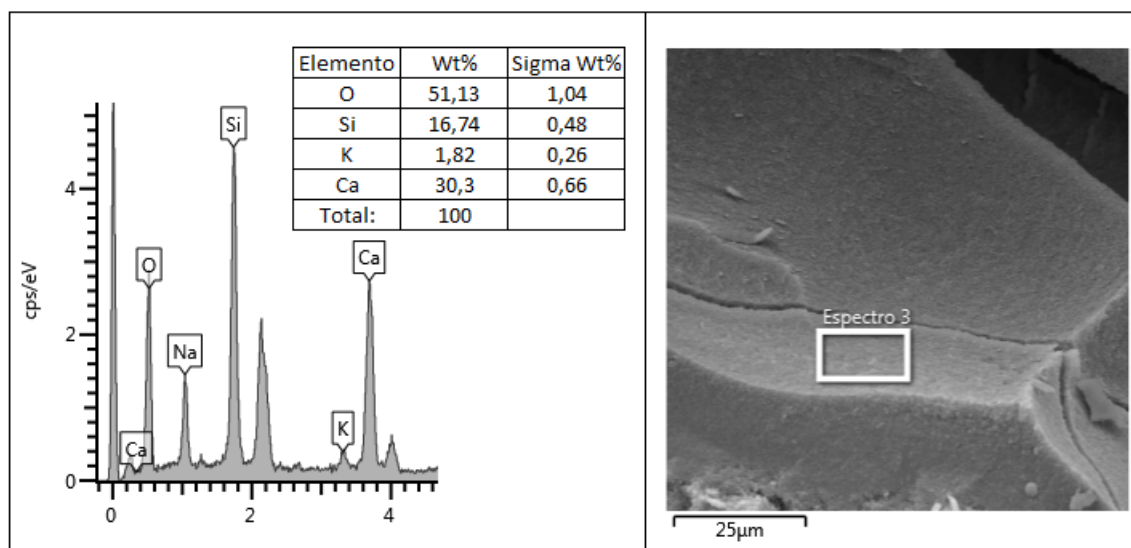 Elemento Wt% Sigma Wt%
O 51,13 1,04
Si 16,74 0,48
K 1,82 0,26
Ca 30,3 0,66
Total: 100
Si
4
O
Ca
cps/eV
2
Na
Ca
K
0
0 2 4
Espectro 3
25µm